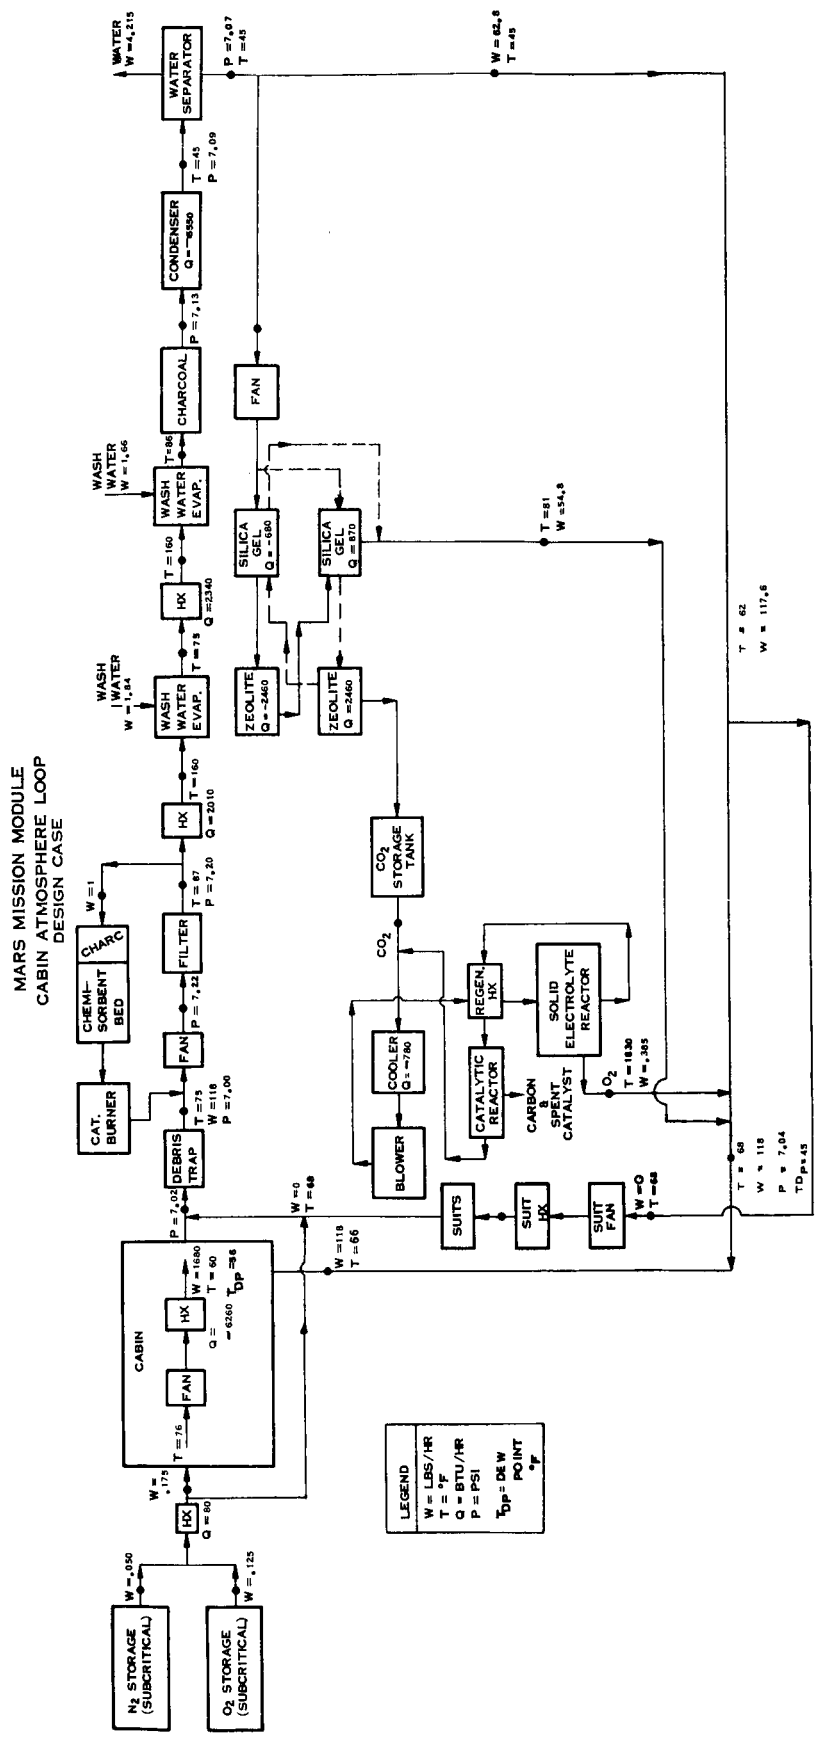 MARS MISSION MODULE
CABIN ATMOSPHERE LOOP
DESIGN CASE
N2 STORAGE
(SUBCRITICAL)
W=.050
O2 STORAGE
(SUBCRITICAL)
W=.125
HX
Q=80
W=
.175
CABIN
T=76
FAN
HX
Q=
-6260
W=1680
T=60
TDP=56
P=7.02
DEBRIS
TRAP
T=75
W=118
P=7.00
FAN
P=7.22
FILTER
T=87
P=7.20
W=1
CHARC
CHEMI-
SORBENT
BED
CAT.
BURNER
HX
Q=2010
T=160
WASH
WATER
W=1.84
WASH
WATER
EVAP.
T=75
HX
Q=2340
T=160
WASH
WATER
W=1.66
WASH
WATER
EVAP.
T=86
CHARCOAL
P=7.13
CONDENSER
Q=-6550
T=45
P=7.09
WATER
SEPARATOR
WATER
W=4.215
P=7.07
T=45
W=62.8
T=45
FAN
SILICA
GEL
Q=-680
SILICA
GEL
Q=870
T=81
W=54.8
ZEOLITE
Q=-2460
ZEOLITE
Q=2460
CO2
STORAGE
TANK
CO2
COOLER
Q=-780
BLOWER
REGEN.
HX
CATALYTIC
REACTOR
CARBON
&
SPENT
CATALYST
SOLID
ELECTROLYTE
REACTOR
O2
T=1830
W=.385
T=62
W=117.6
T=68
W=118
P=7.04
TDP=45
W=0
T=68
SUIT
FAN
SUIT
HX
SUITS
W=0
T=68
W=118
T=66
LEGEND
W=LBS/HR
T=°F
Q=BTU/HR
P=PSI
TDP=DEW
POINT
°F